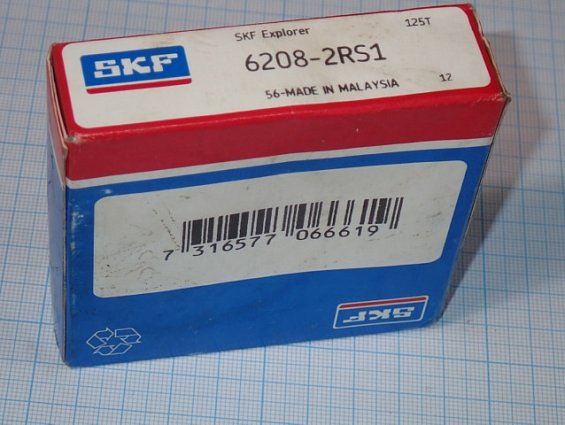 SKF
SKF Explorer
125T
6208-2RS1
56-MADE IN MALAYSIA
12
7 316577 066619
SKF